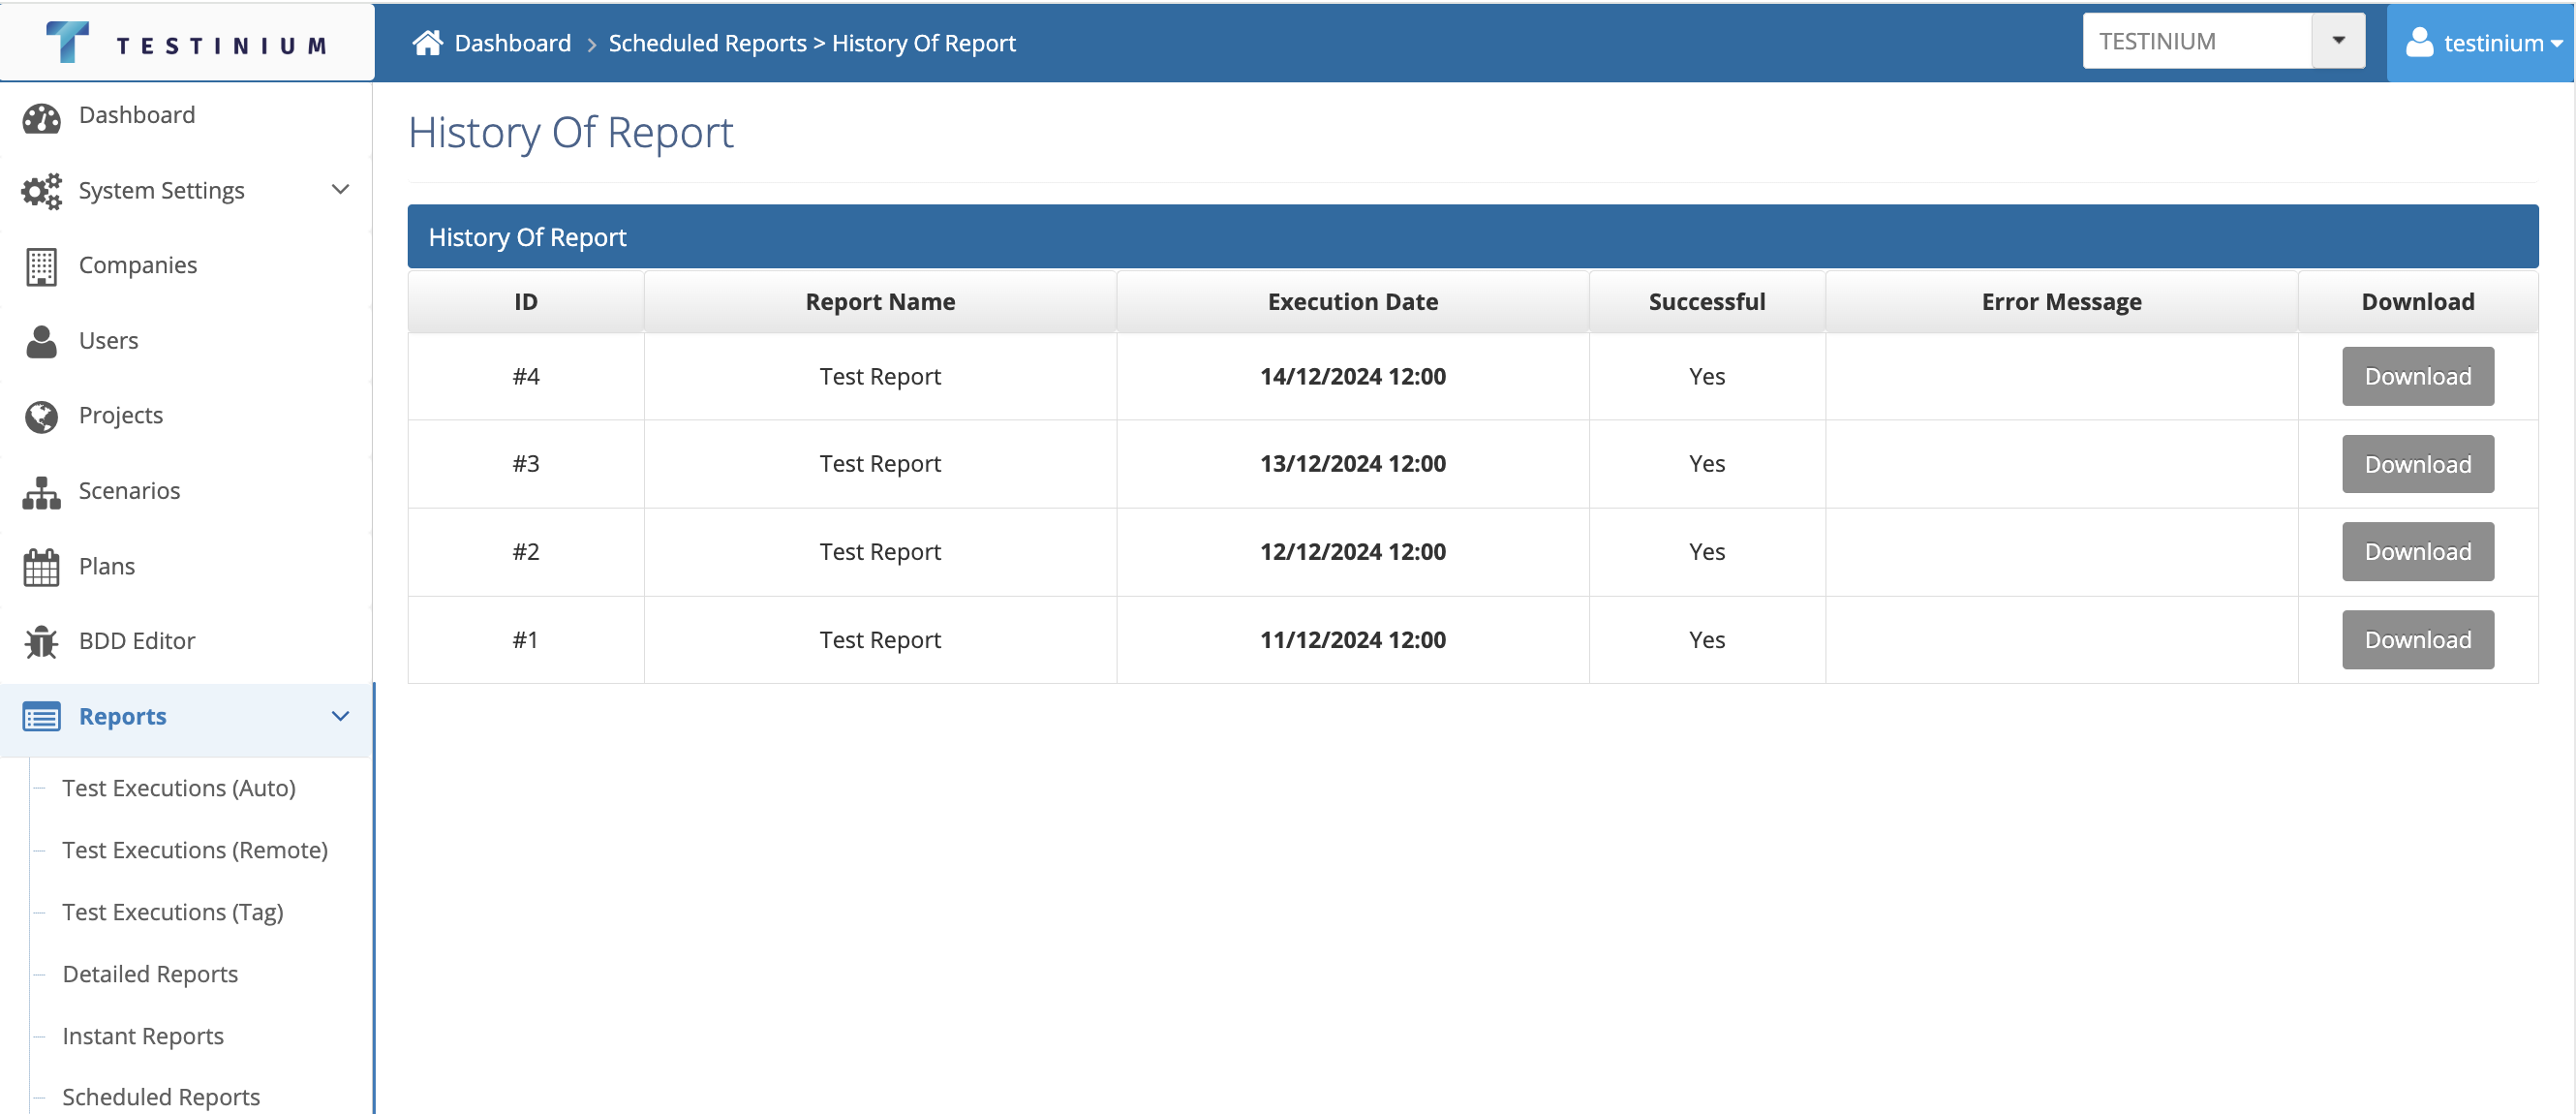 TESTINIUM
Dashboard > Scheduled Reports > History Of Report
TESTINIUM
testinium
Dashboard
System Settings
Companies
Users
Projects
Scenarios
Plans
BDD Editor
Reports
Test Executions (Auto)
Test Executions (Remote)
Test Executions (Tag)
Detailed Reports
Instant Reports
Scheduled Reports
History Of Report
History Of Report
ID Report Name Execution Date Successful Error Message Download
#4 Test Report 14/12/2024 12:00 Yes Download
#3 Test Report 13/12/2024 12:00 Yes Download
#2 Test Report 12/12/2024 12:00 Yes Download
#1 Test Report 11/12/2024 12:00 Yes Download